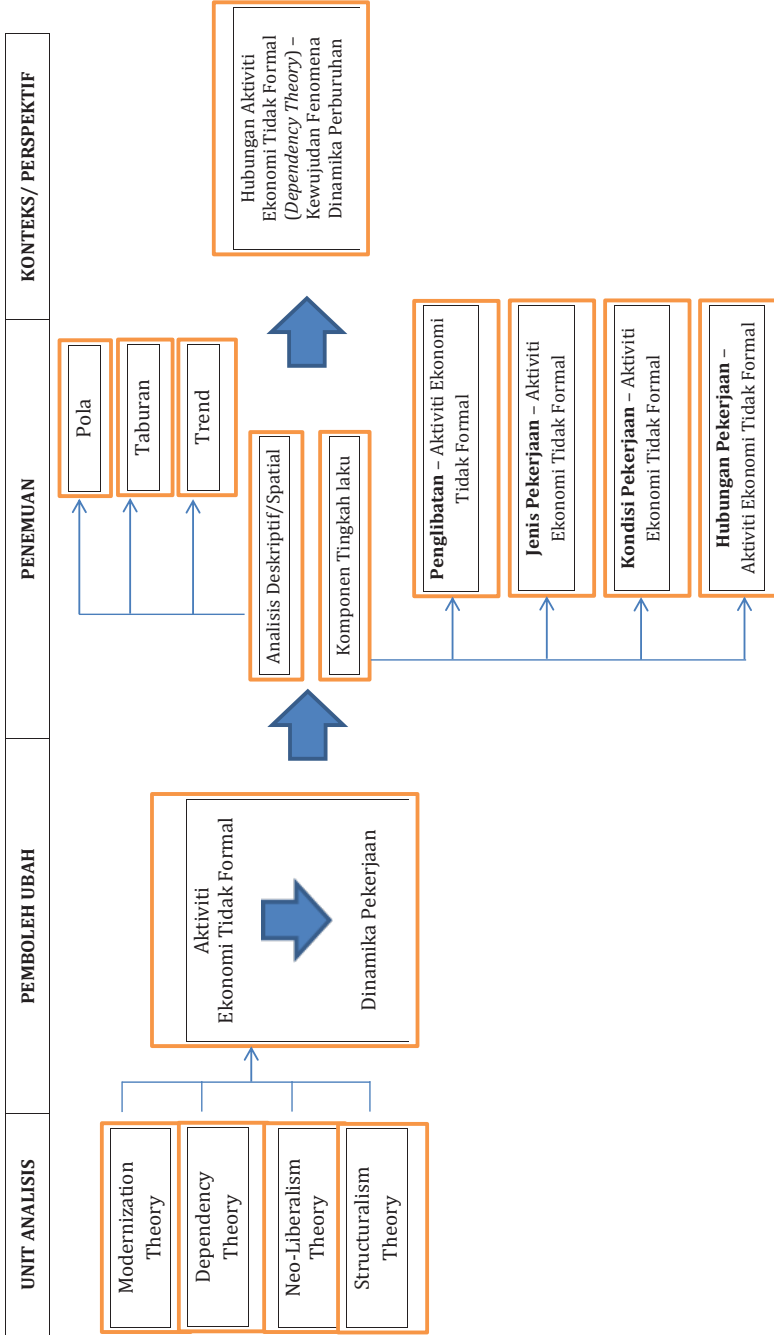 UNIT ANALISIS
PEMBOLEH UBAH
PENEMUAN
KONTEKS/ PERSPEKTIF
Modernization
Theory
Dependency
Theory
Neo-Liberalism
Theory
Structuralism
Theory
Aktiviti
Ekonomi Tidak Formal
Dinamika Pekerjaan
Pola
Taburan
Trend
Analisis Deskriptif/Spatial
Komponen Tingkah laku
Penglibatan – Aktiviti Ekonomi
Tidak Formal
Jenis Pekerjaan – Aktiviti
Ekonomi Tidak Formal
Kondisi Pekerjaan – Aktiviti
Ekonomi Tidak Formal
Hubungan Pekerjaan –
Aktiviti Ekonomi Tidak Formal
Hubungan Aktiviti
Ekonomi Tidak Formal
(Dependency Theory) –
Kewujudan Fenomena
Dinamika Perburuhan